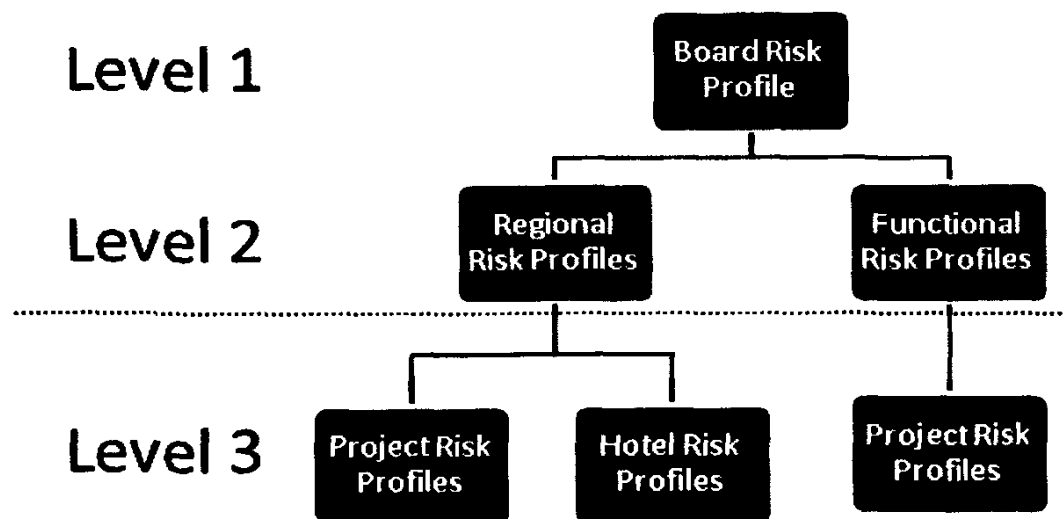 Level 1
Board Risk
Profile
Level 2
Regional
Risk Profiles
Functional
Risk Profiles
Level 3
Project Risk
Profiles
Hotel Risk
Profiles
Project Risk
Profiles